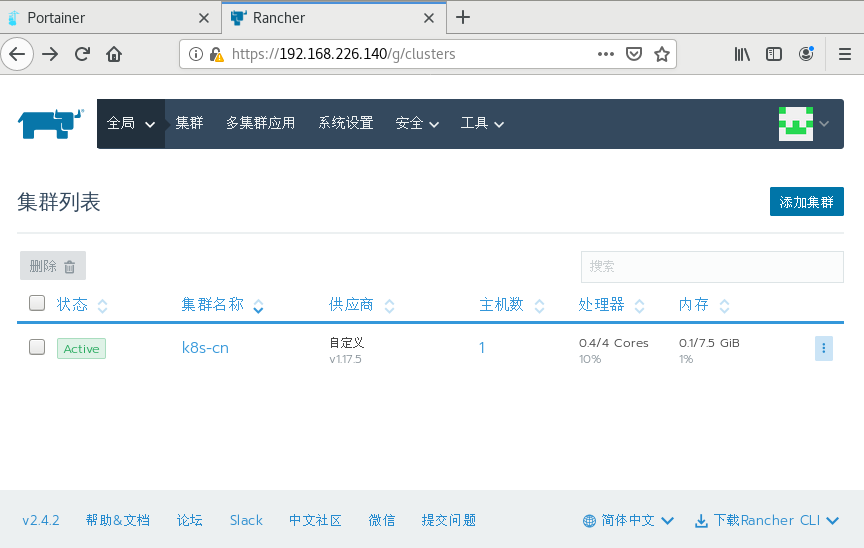 Portainer
Rancher
https://192.168.226.140/g/clusters
全局 集群 多集群应用 系统设置 安全 工具
集群列表
添加集群
删除
搜索
状态 集群名称 供应商 主机数 处理器 内存
Active k8s-cn 自定义 1 0.4/4 Cores 0.1/7.5 GiB
v1.17.5 10% 1%
v2.4.2 帮助&文档 论坛 Slack 中文社区 微信 提交问题 简体中文 下载Rancher CLI